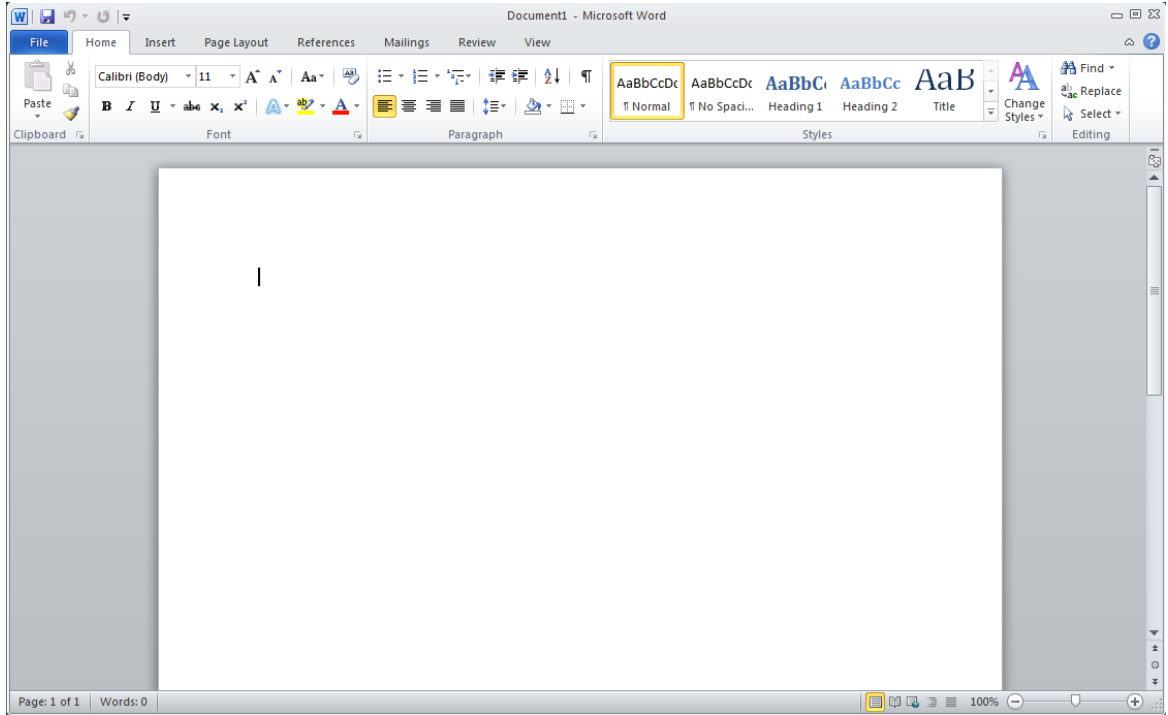 Document1 - Microsoft Word
File Home Insert Page Layout References Mailings Review View
Paste
Clipboard
Calibri (Body) 11 A A Aa
B I U abc x₂ x² A ab A
Font
Paragraph
AaBbCcDc AaBbCcDc AaBbC AaBbCc AaB
¶ Normal ¶ No Spaci... Heading 1 Heading 2 Title
Styles
Change Styles
Find
Replace
Select
Editing
Page: 1 of 1 Words: 0 100%